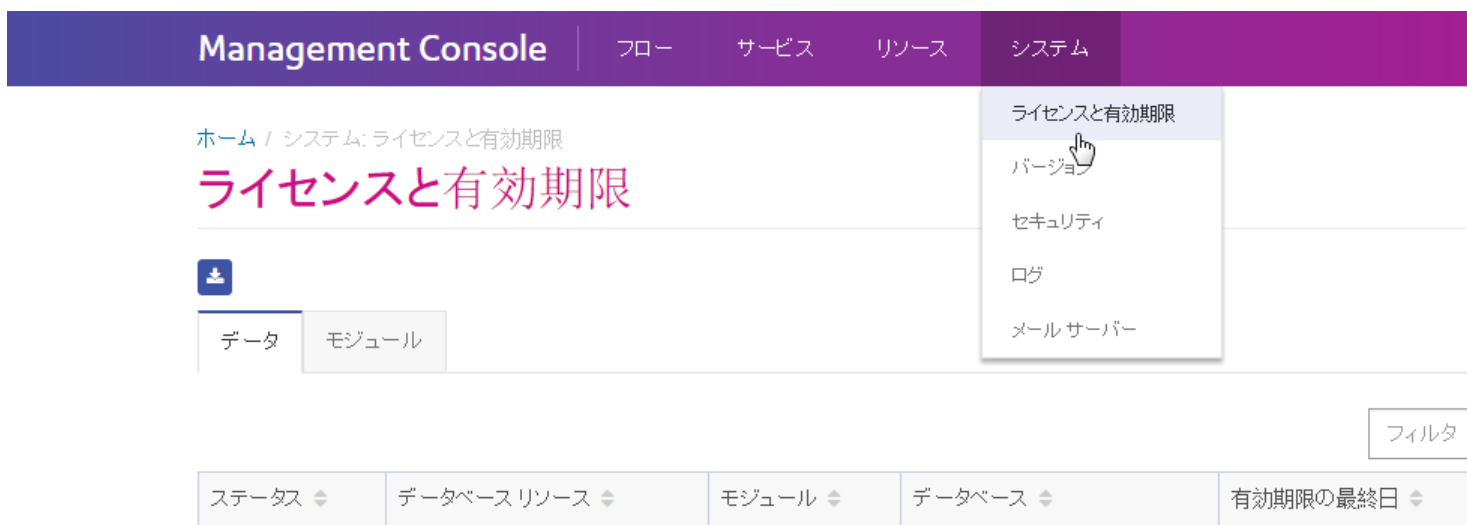 Management Console フロー サービス リソース システム
ライセンスと有効期限
バージョン
セキュリティ
ログ
メール サーバー
ホーム / システム: ライセンスと有効期限
ライセンスと有効期限
データ モジュール
フィルタ
ステータス データベース リソース モジュール データベース 有効期限の最終日